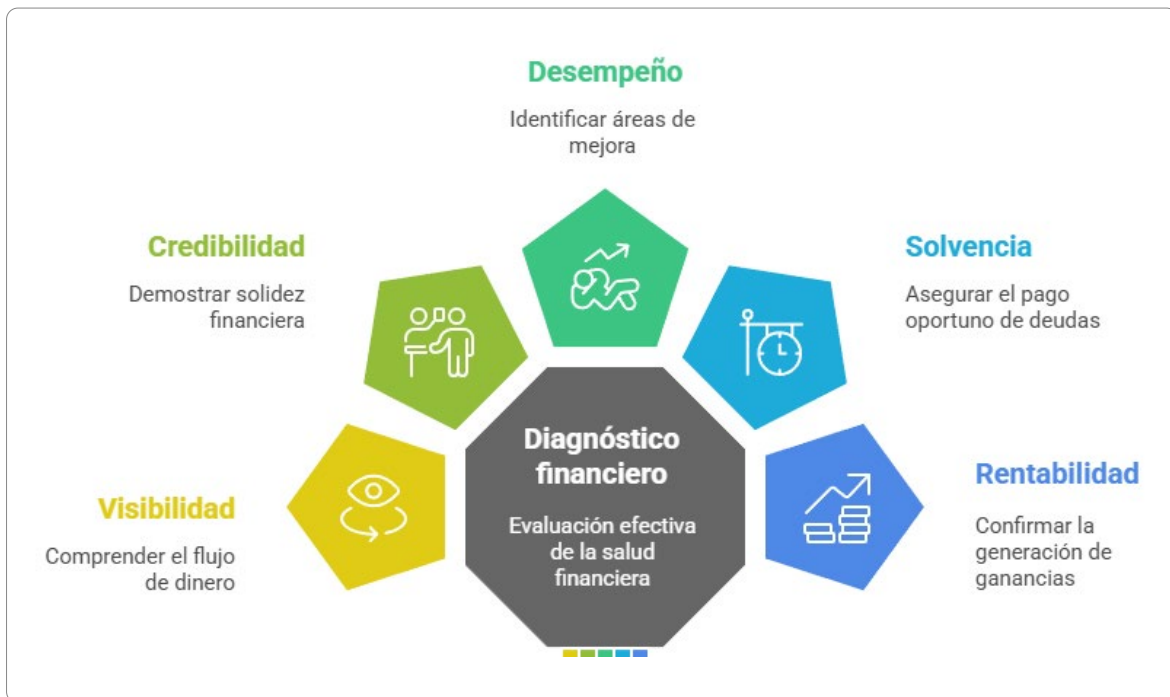 Desempeño
Identificar áreas de
mejora
Credibilidad
Demostrar solidez
financiera
Solvencia
Asegurar el pago
oportuno de deudas
Visibilidad
Comprender el flujo
de dinero
Diagnóstico
financiero
Evaluación efectiva
de la salud
financiera
Rentabilidad
Confirmar la
generación de
ganancias